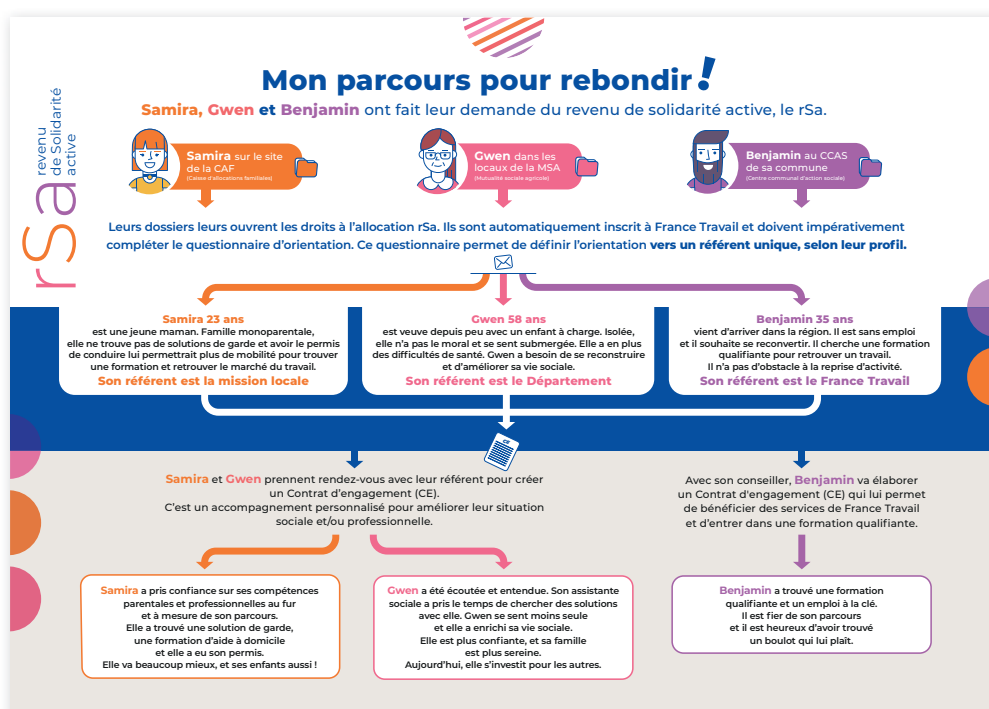 Mon parcours pour rebondir !
Samira, Gwen et Benjamin ont fait leur demande du revenu de solidarité active, le rSa.
rSa
revenu
de Solidarité
active
Samira sur le site
de la CAF
(Caisse d'allocations familiales)
Gwen dans les
locaux de la MSA
(Mutualité sociale agricole)
Benjamin au CCAS
de sa commune
(Centre communal d'action sociale)
Leurs dossiers leurs ouvrent les droits à l'allocation rSa. Ils sont automatiquement inscrit à France Travail et doivent impérativement
compléter le questionnaire d'orientation. Ce questionnaire permet de définir l'orientation vers un référent unique, selon leur profil.
Samira 23 ans
est une jeune maman. Famille monoparentale,
elle ne trouve pas de solutions de garde et avoir le permis
de conduire lui permettrait plus de mobilité pour trouver
une formation et retrouver le marché du travail.
Son référent est la mission locale
Gwen 58 ans
est veuve depuis peu avec un enfant à charge. Isolée,
elle n'a pas le moral et se sent submergée. Elle a en plus
des difficultés de santé. Gwen a besoin de se reconstruire
et d'améliorer sa vie sociale.
Son référent est le Département
Benjamin 35 ans
vient d'arriver dans la région. Il est sans emploi
et il souhaite se reconvertir. Il cherche une formation
qualifiante pour retrouver un travail.
Il n'a pas d'obstacle à la reprise d'activité.
Son référent est le France Travail
CE
Samira et Gwen prennent rendez-vous avec leur référent pour créer
un Contrat d'engagement (CE).
C'est un accompagnement personnalisé pour améliorer leur situation
sociale et/ou professionnelle.
Avec son conseiller, Benjamin va élaborer
un Contrat d'engagement (CE) qui lui permet
de bénéficier des services de France Travail
et d'entrer dans une formation qualifiante.
Samira a pris confiance sur ses compétences
parentales et professionnelles au fur
et à mesure de son parcours.
Elle a trouvé une solution de garde,
une formation d'aide à domicile
et elle a eu son permis.
Elle va beaucoup mieux, et ses enfants aussi !
Gwen a été écoutée et entendue. Son assistante
sociale a pris le temps de chercher des solutions
avec elle. Gwen se sent moins seule
et elle a enrichi sa vie sociale.
Elle est plus confiante, et sa famille
est plus sereine.
Aujourd'hui, elle s'investit pour les autres.
Benjamin a trouvé une formation
qualifiante et un emploi à la clé.
Il est fier de son parcours
et il est heureux d'avoir trouvé
un boulot qui lui plaît.